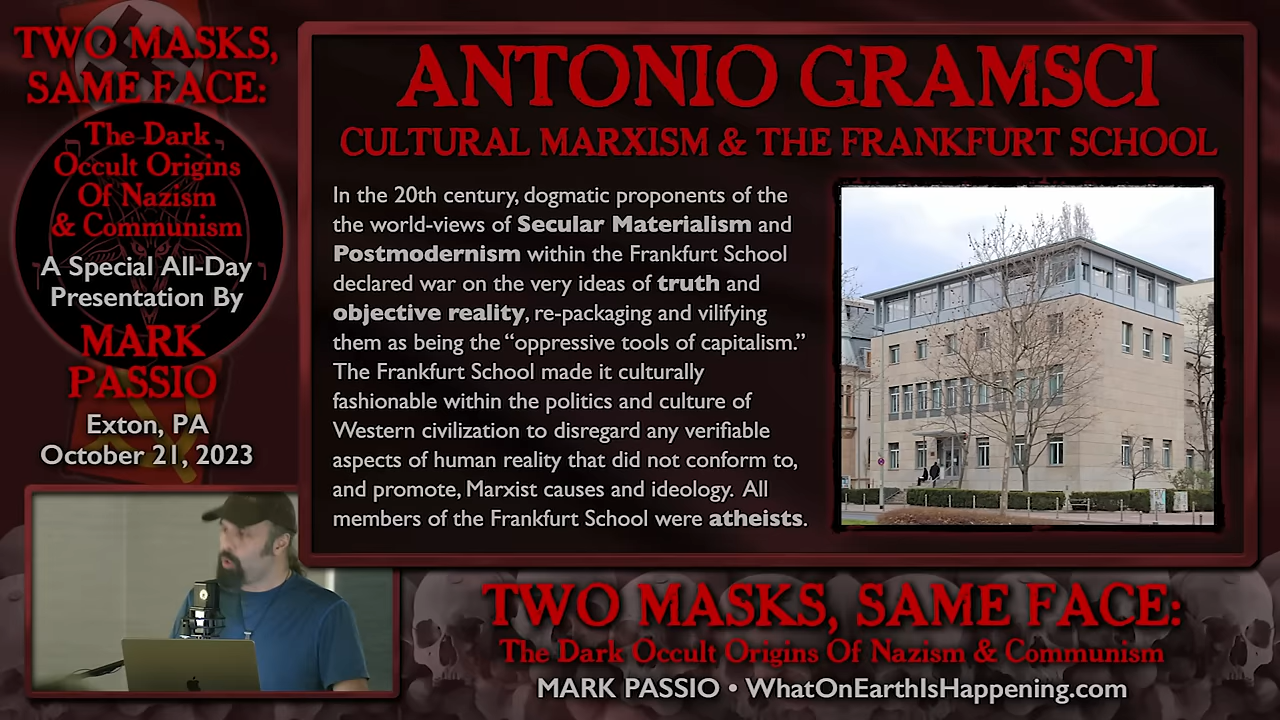 TWO MASKS,
SAME FACE:
The Dark
Occult Origins
Of Nazism
& Communism
A Special All-Day
Presentation By
MARK
PASSIO
Exton, PA
October 21, 2023
ANTONIO GRAMSCI
CULTURAL MARXISM & THE FRANKFURT SCHOOL
In the 20th century, dogmatic proponents of the
the world-views of Secular Materialism and
Postmodernism within the Frankfurt School
declared war on the very ideas of truth and
objective reality, re-packaging and vilifying
them as being the “oppressive tools of capitalism.”
The Frankfurt School made it culturally
fashionable within the politics and culture of
Western civilization to disregard any verifiable
aspects of human reality that did not conform to,
and promote, Marxist causes and ideology. All
members of the Frankfurt School were atheists.
TWO MASKS, SAME FACE:
The Dark Occult Origins Of Nazism & Communism
MARK PASSIO • WhatOnEarthIsHappening.com